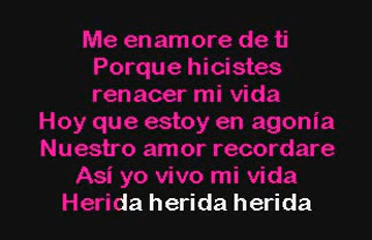 Me enamore de ti
Porque hicistes
renacer mi vida
Hoy que estoy en agonía
Nuestro amor recordare
Así yo vivo mi vida
Herida herida herida